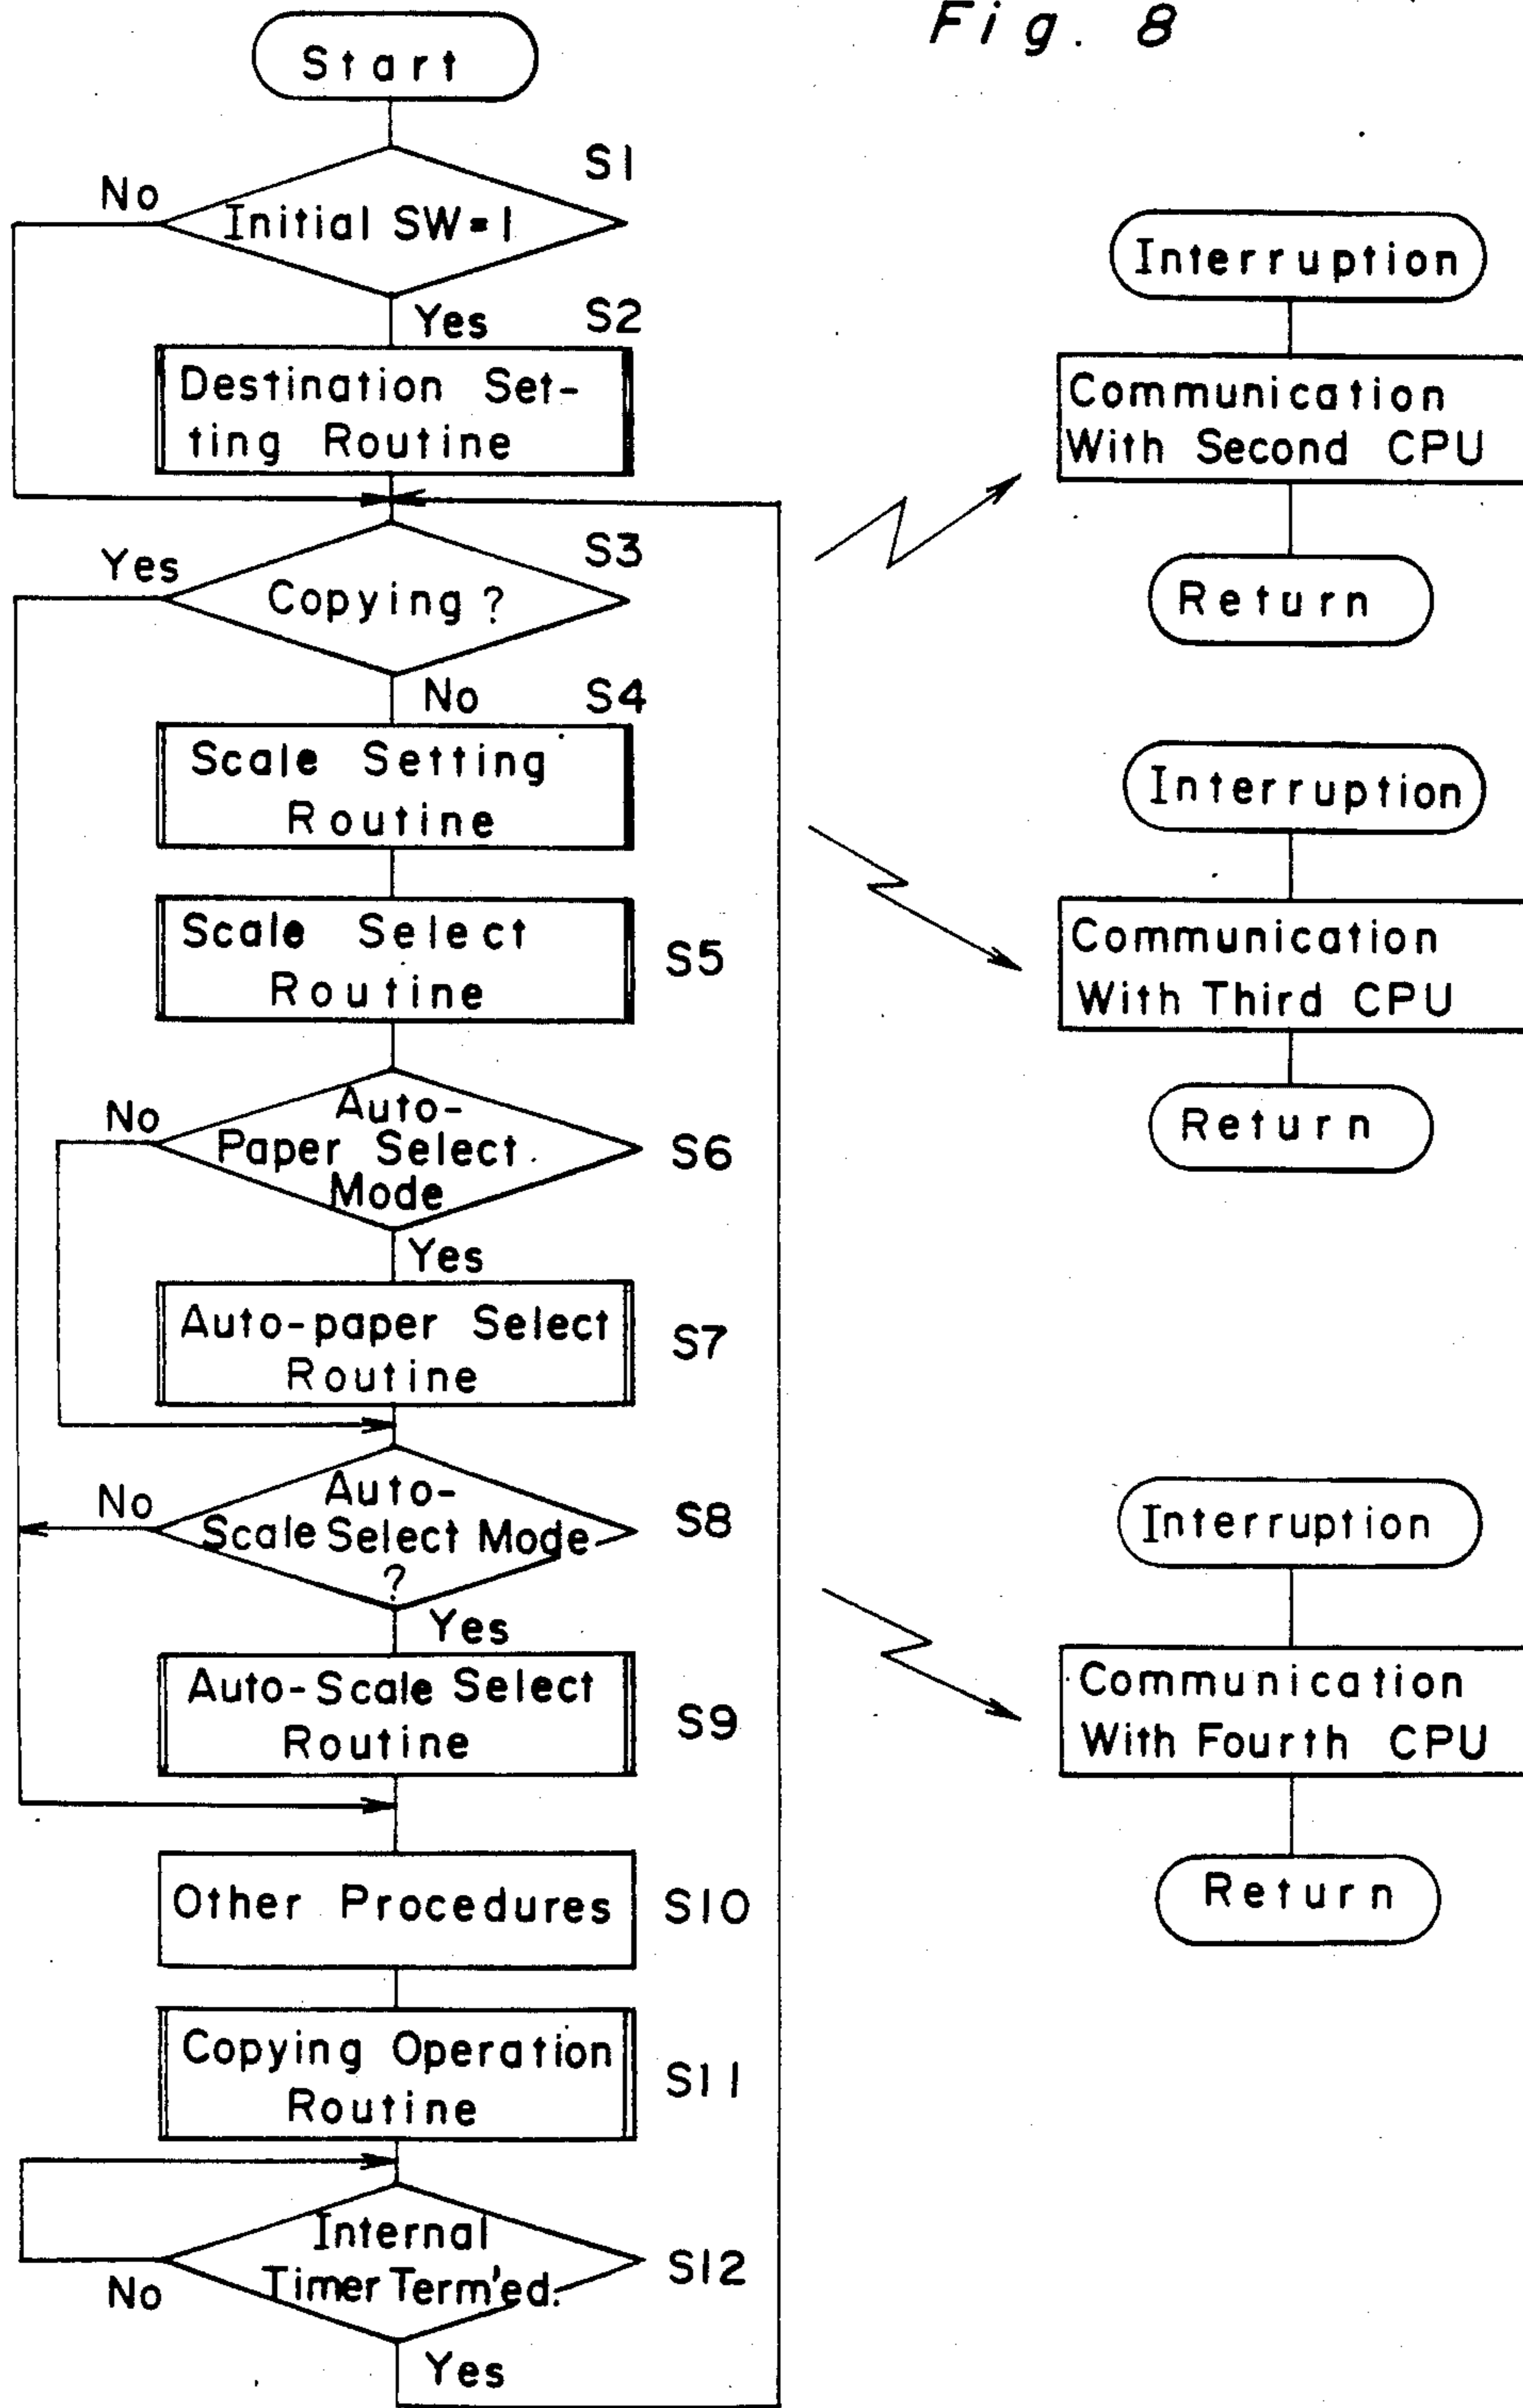 Fig. 8
Start
S1
No
Initial SW=1
Yes
S2
Destination Set-
ting Routine
S3
Yes
Copying ?
No
S4
Scale Setting
Routine
Scale Select
Routine
S5
No
Auto-
Paper Select
Mode
S6
Yes
Auto-paper Select
Routine
S7
No
Auto-
Scale Select Mode
?
S8
Yes
Auto-Scale Select
Routine
S9
Other Procedures
S10
Copying Operation
Routine
S11
Internal
Timer Term'ed.
S12
No
Yes
Interruption
Communication
With Second CPU
Return
Interruption
Communication
With Third CPU
Return
Interruption
Communication
With Fourth CPU
Return